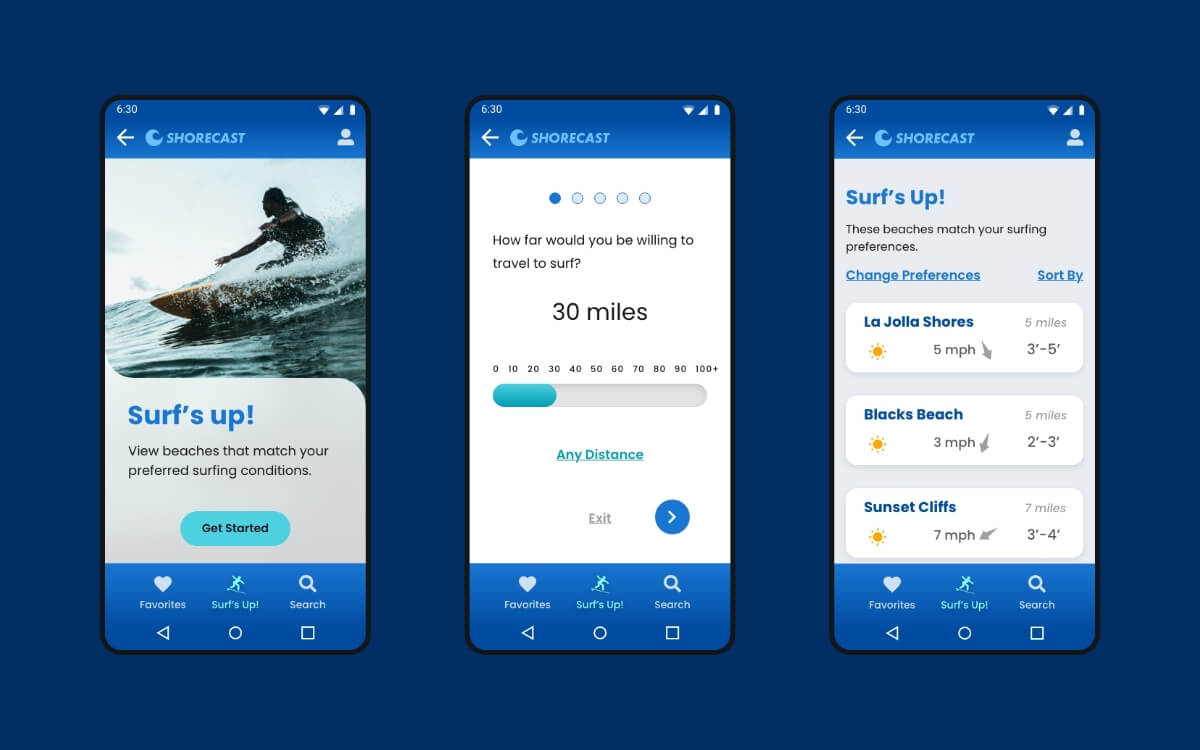 6:30
SHORECAST
Surf's up!
View beaches that match your
preferred surfing conditions.
Get Started
Favorites
Surf's Up!
Search
6:30
SHORECAST
How far would you be willing to
travel to surf?
30 miles
0 10 20 30 40 50 60 70 80 90 100+
Any Distance
Exit
Favorites
Surf's Up!
Search
6:30
SHORECAST
Surf's Up!
These beaches match your surfing
preferences.
Change Preferences
Sort By
La Jolla Shores
5 miles
5 mph
3'-5'
Blacks Beach
5 miles
3 mph
2'-3'
Sunset Cliffs
7 miles
7 mph
3'-4'
Favorites
Surf's Up!
Search